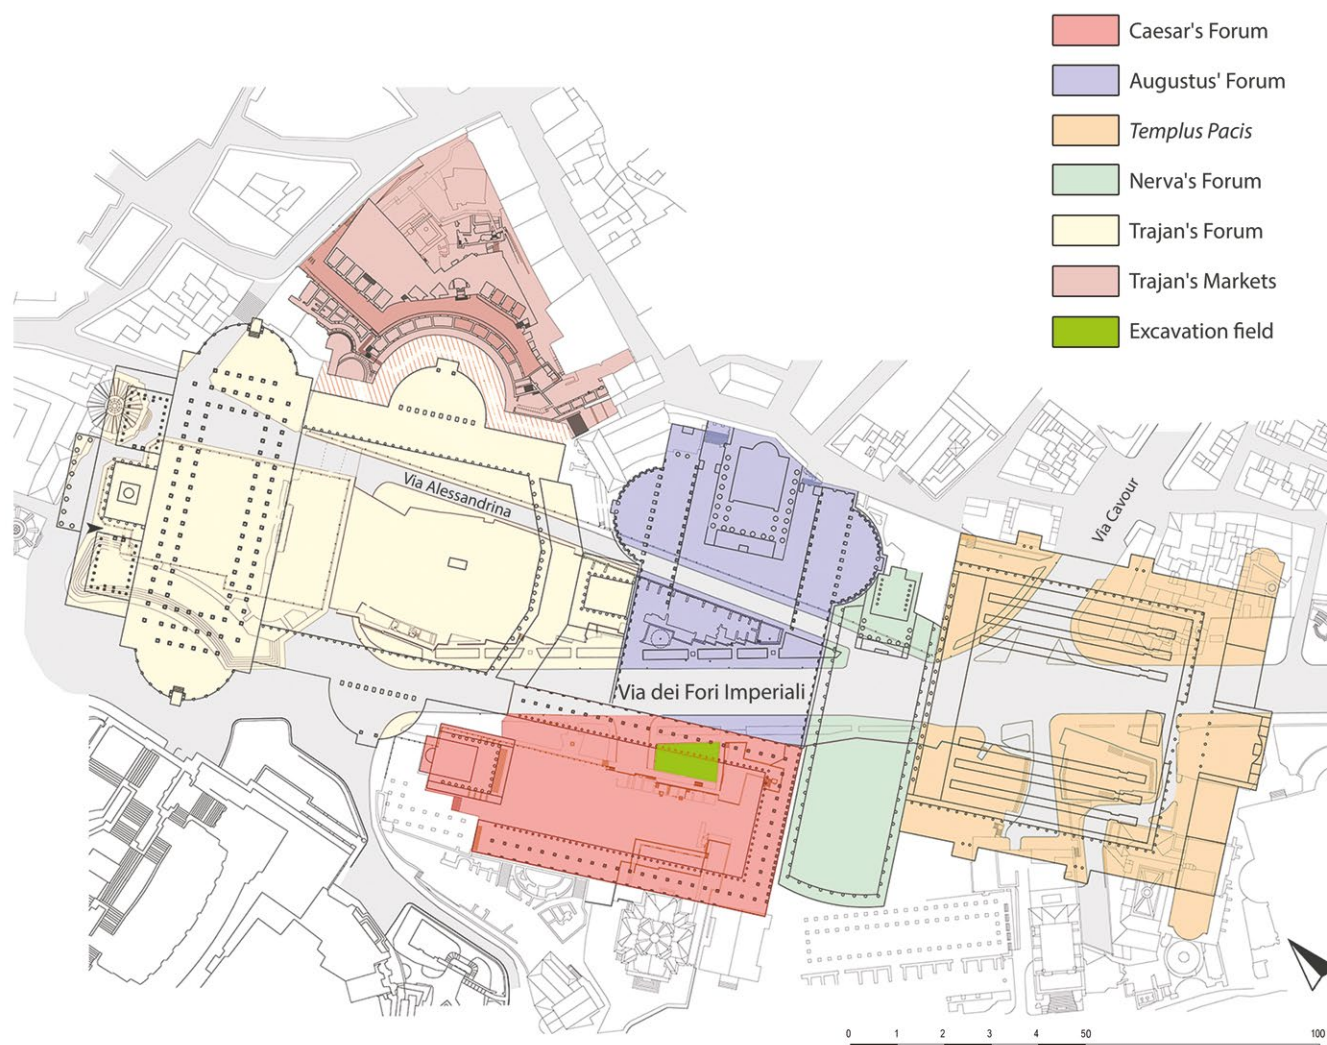 Caesar's Forum
Augustus' Forum
Templus Pacis
Nerva's Forum
Trajan's Forum
Trajan's Markets
Excavation field
Via Alessandrina
Via Cavour
Via dei Fori Imperiali
0 1 2 3 4 50 100